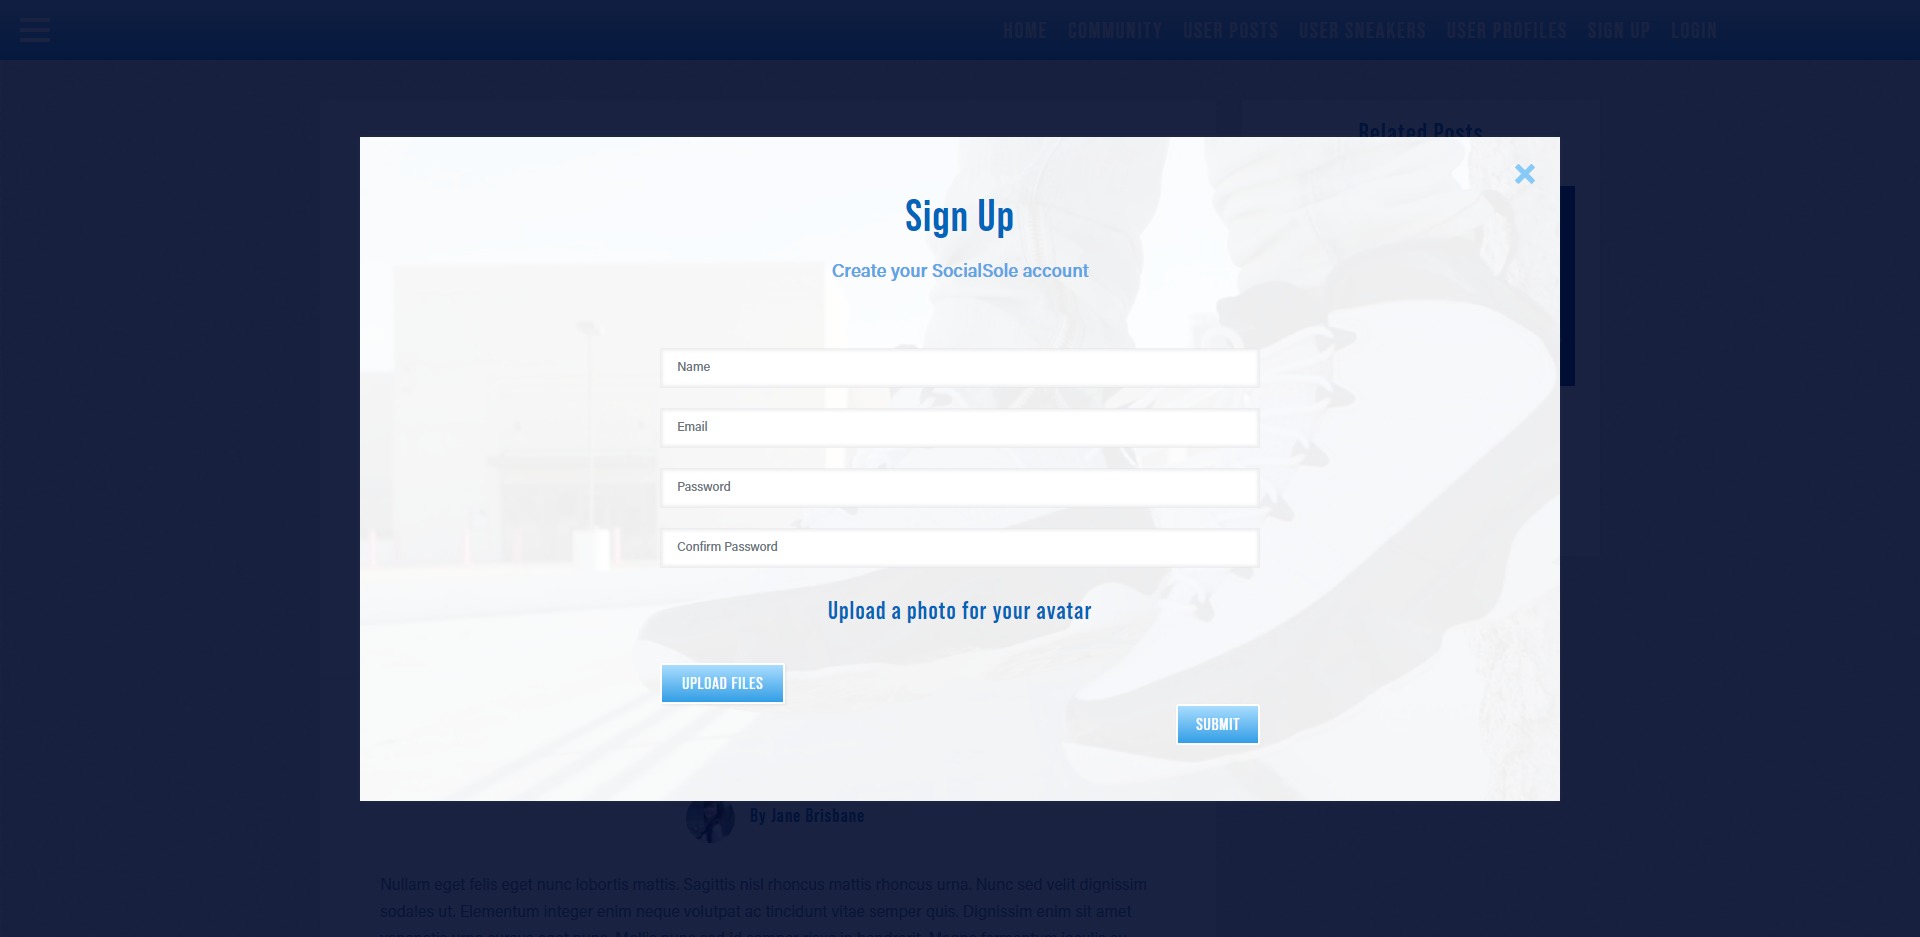 HOME COMMUNITY USER POSTS USER SNEAKERS USER PROFILES SIGN UP LOGIN
Related Posts
Sign Up
Create your SocialSole account
Name
Email
Password
Confirm Password
Upload a photo for your avatar
UPLOAD FILES
SUBMIT
By Jane Brisbane
Nullam eget felis eget nunc lobortis mattis. Sagittis nisl rhoncus mattis rhoncus urna. Nunc sed velit dignissim
sodales ut. Elementum integer enim neque volutpat ac tincidunt vitae semper quis. Dignissim enim sit amet